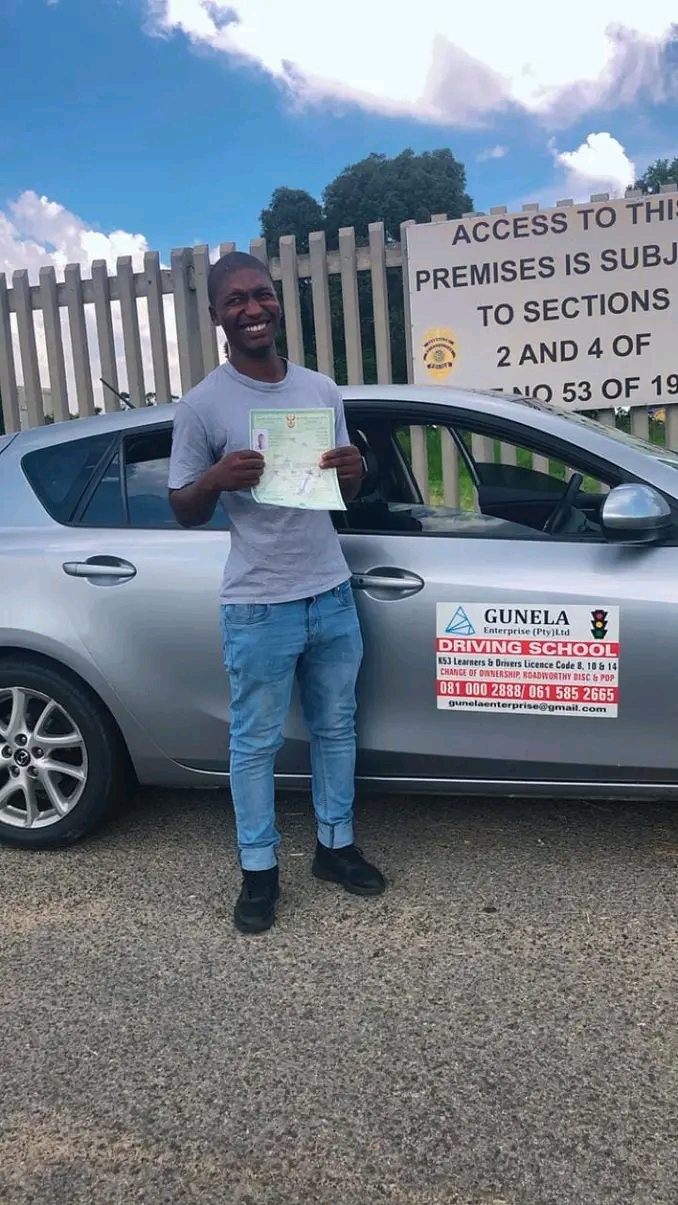 ACCESS TO THIS
PREMISES IS SUBJ
TO SECTIONS
2 AND 4 OF
NO 53 OF 19
GUNELA
Enterprise (Pty)Ltd
DRIVING SCHOOL
K53 Learners & Drivers Licence Code 8, 10 & 14
CHANGE OF OWNERSHIP, ROADWORTHY DISC & PDP
081 000 2888/ 061 585 2665
gunelaenterprise@gmail.com